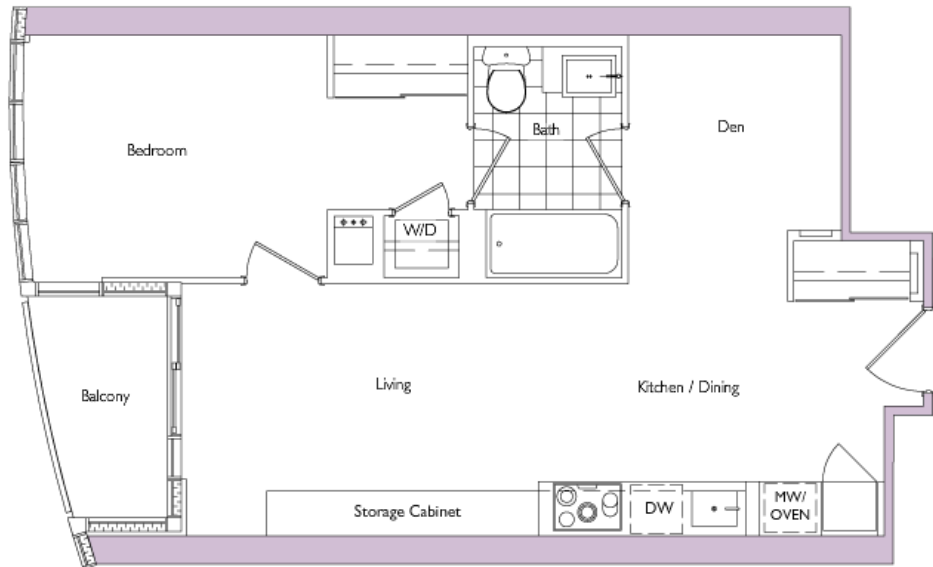 Bedroom
Bath
Den
W/D
Balcony
Living
Kitchen / Dining
Storage Cabinet
DW
MW/
OVEN